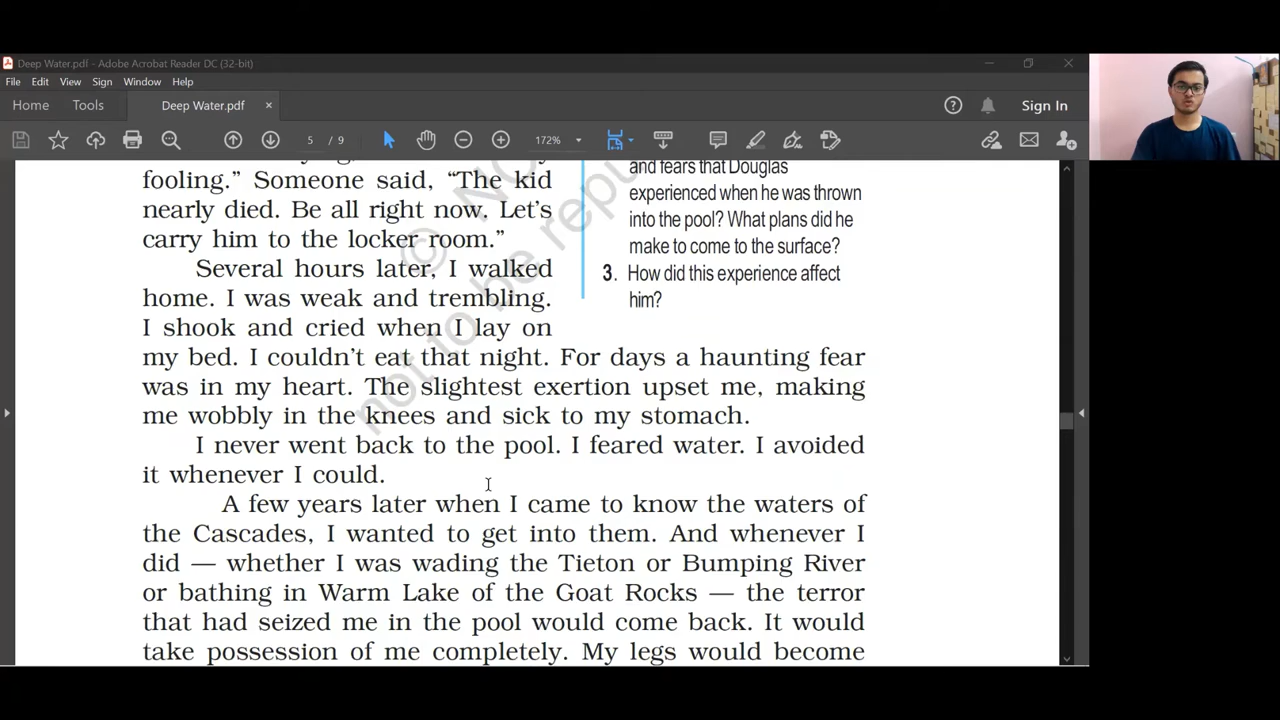 Deep Water.pdf - Adobe Acrobat Reader DC (32-bit)
File Edit View Sign Window Help
Home Tools Deep Water.pdf × Sign In
5 / 9 172%
fooling.” Someone said, “The kid
nearly died. Be all right now. Let’s
carry him to the locker room.”
Several hours later, I walked
home. I was weak and trembling.
I shook and cried when I lay on
my bed. I couldn’t eat that night. For days a haunting fear
was in my heart. The slightest exertion upset me, making
me wobbly in the knees and sick to my stomach.
I never went back to the pool. I feared water. I avoided
it whenever I could.
A few years later when I came to know the waters of
the Cascades, I wanted to get into them. And whenever I
did — whether I was wading the Tieton or Bumping River
or bathing in Warm Lake of the Goat Rocks — the terror
that had seized me in the pool would come back. It would
take possession of me completely. My legs would become
and fears that Douglas
experienced when he was thrown
into the pool? What plans did he
make to come to the surface?
3. How did this experience affect
him?
©
not to be